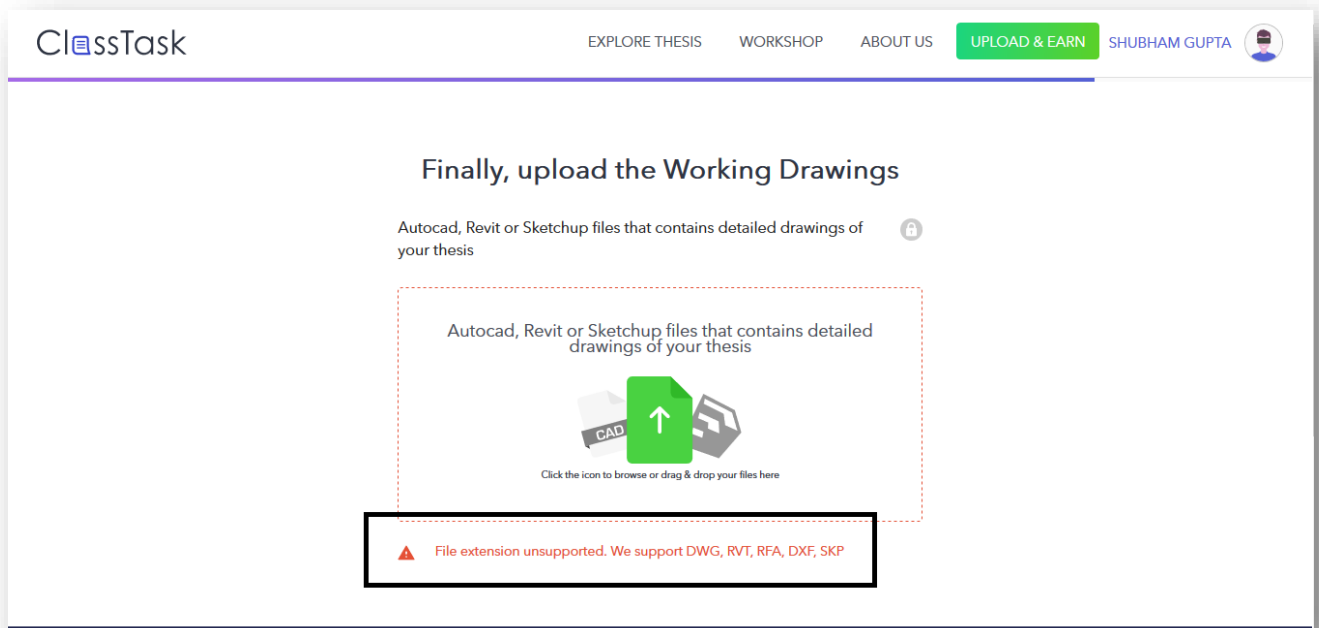 ClassTask
EXPLORE THESIS WORKSHOP ABOUT US UPLOAD & EARN SHUBHAM GUPTA
Finally, upload the Working Drawings
Autocad, Revit or Sketchup files that contains detailed drawings of
your thesis
Autocad, Revit or Sketchup files that contains detailed
drawings of your thesis
CAD
Click the icon to browse or drag & drop your files here
File extension unsupported. We support DWG, RVT, RFA, DXF, SKP